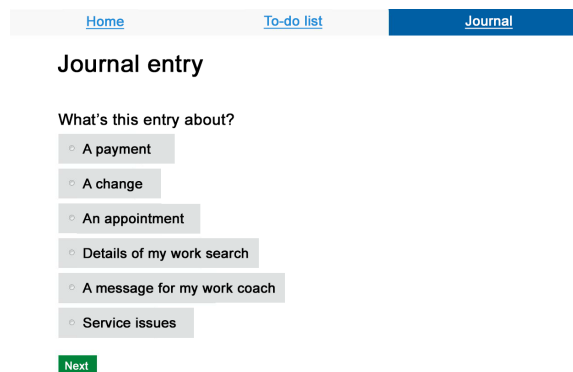 Home To-do list Journal
Journal entry
What's this entry about?
A payment
A change
An appointment
Details of my work search
A message for my work coach
Service issues
Next